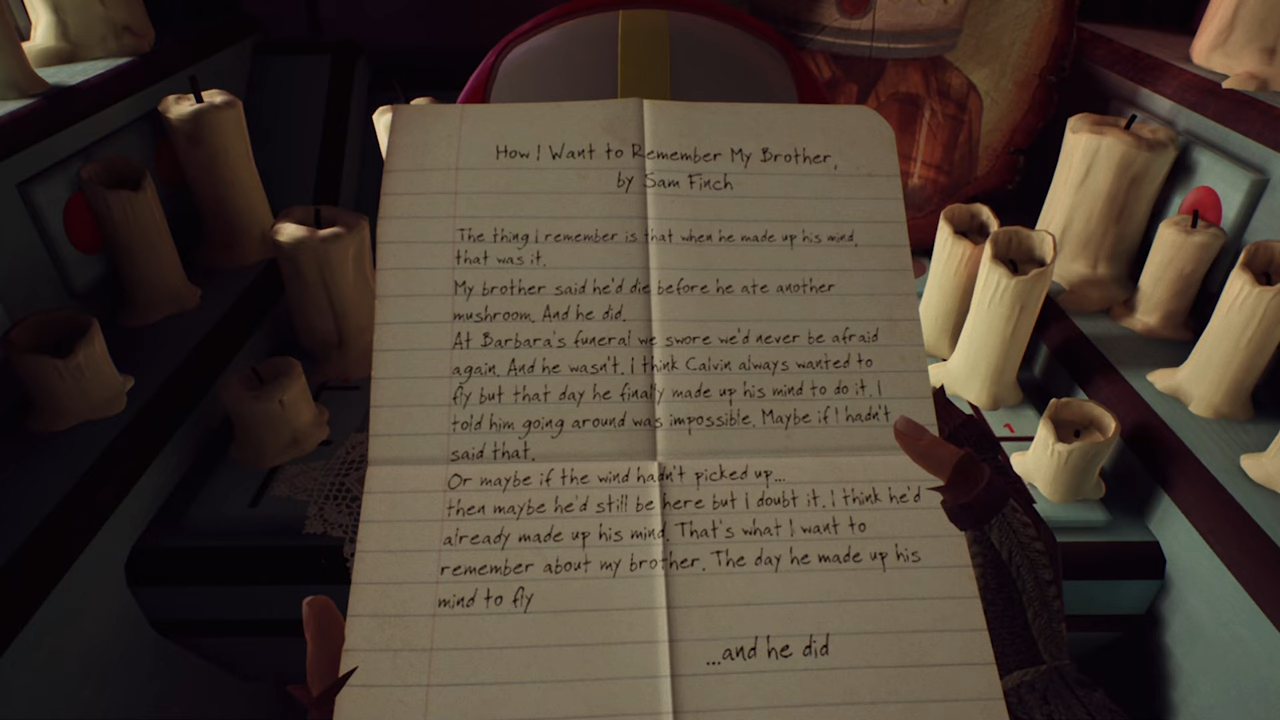 How I Want to Remember My Brother,
by Sam Finch
The thing I remember is that when he made up his mind,
that was it.
My brother said he'd die before he ate another
mushroom. And he did.
At Barbara's funeral we swore we'd never be afraid
again. And he wasn't. I think Calvin always wanted to
fly but that day he finally made up his mind to do it. I
told him going around was impossible. Maybe if I hadn't
said that.
Or maybe if the wind hadn't picked up...
then maybe he'd still be here but I doubt it. I think he'd
already made up his mind. That's what I want to
remember about my brother. The day he made up his
mind to fly
...and he did